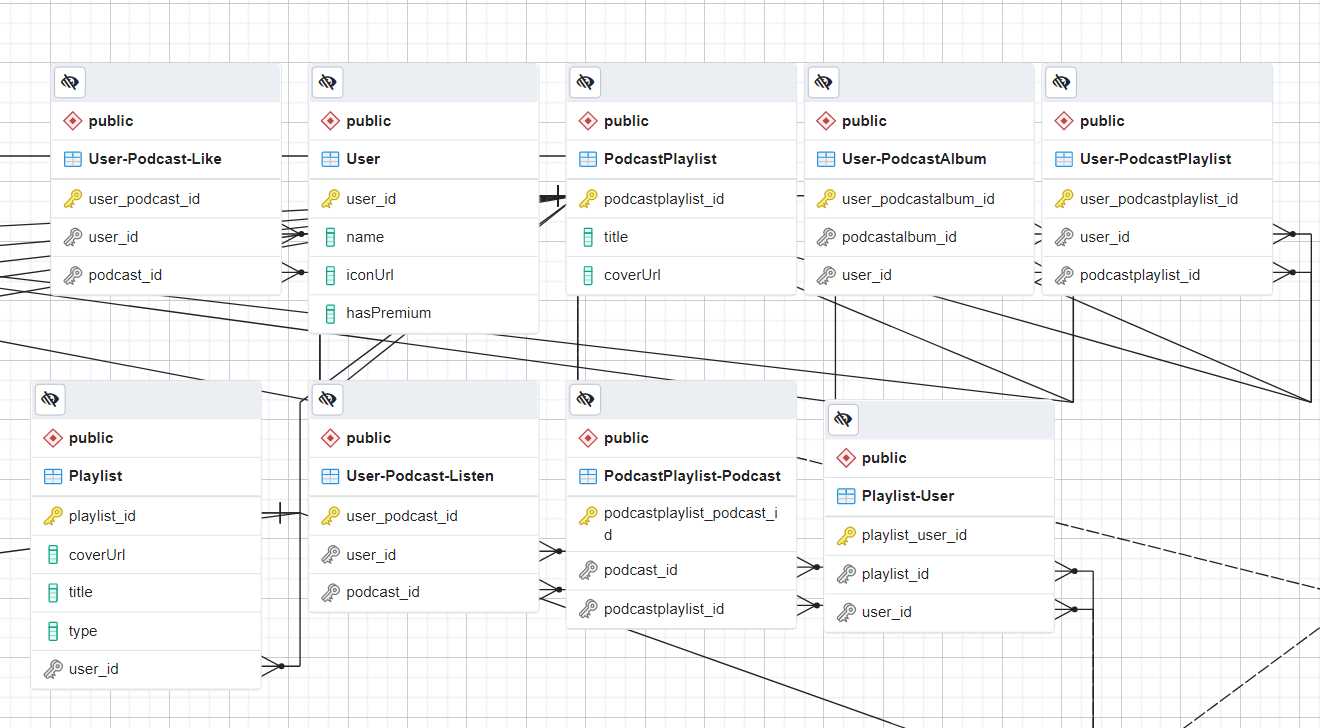 public
User-Podcast-Like
user_podcast_id
user_id
podcast_id
public
User
user_id
name
iconUrl
hasPremium
public
PodcastPlaylist
podcastplaylist_id
title
coverUrl
public
User-PodcastAlbum
user_podcastalbum_id
podcastalbum_id
user_id
public
User-PodcastPlaylist
user_podcastplaylist_id
user_id
podcastplaylist_id
public
Playlist
playlist_id
coverUrl
title
type
user_id
public
User-Podcast-Listen
user_podcast_id
user_id
podcast_id
public
PodcastPlaylist-Podcast
podcastplaylist_podcast_i
d
podcast_id
podcastplaylist_id
public
Playlist-User
playlist_user_id
playlist_id
user_id